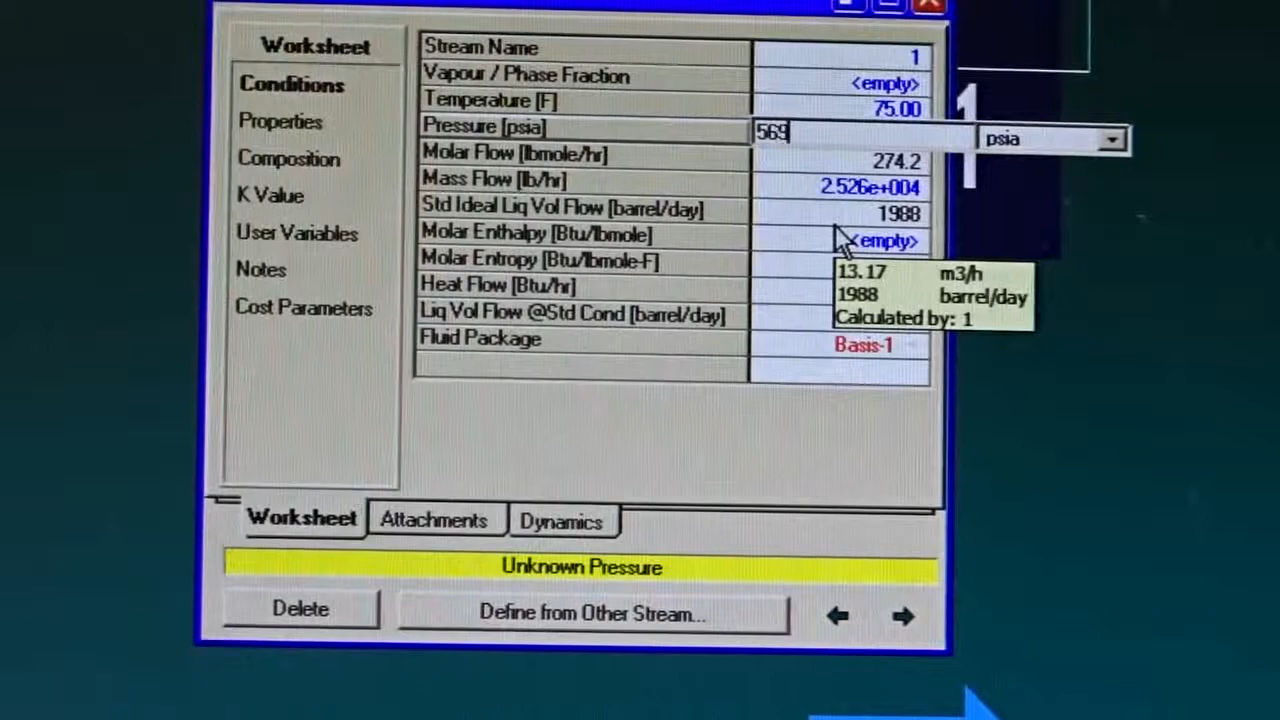 Worksheet
Conditions
Properties
Composition
K Value
User Variables
Notes
Cost Parameters
Stream Name 1
Vapour / Phase Fraction <empty>
Temperature [F] 75.00
Pressure [psia] 569 psia
Molar Flow [lbmole/hr] 274.2
Mass Flow [lb/hr] 2.526e+004
Std Ideal Liq Vol Flow [barrel/day] 1988
Molar Enthalpy [Btu/lbmole] <empty>
Molar Entropy [Btu/lbmole-F]
Heat Flow [Btu/hr]
Liq Vol Flow @Std Cond [barrel/day]
Fluid Package Basis-1
13.17 m3/h
1988 barrel/day
Calculated by: 1
1
Worksheet Attachments Dynamics
Unknown Pressure
Delete Define from Other Stream...